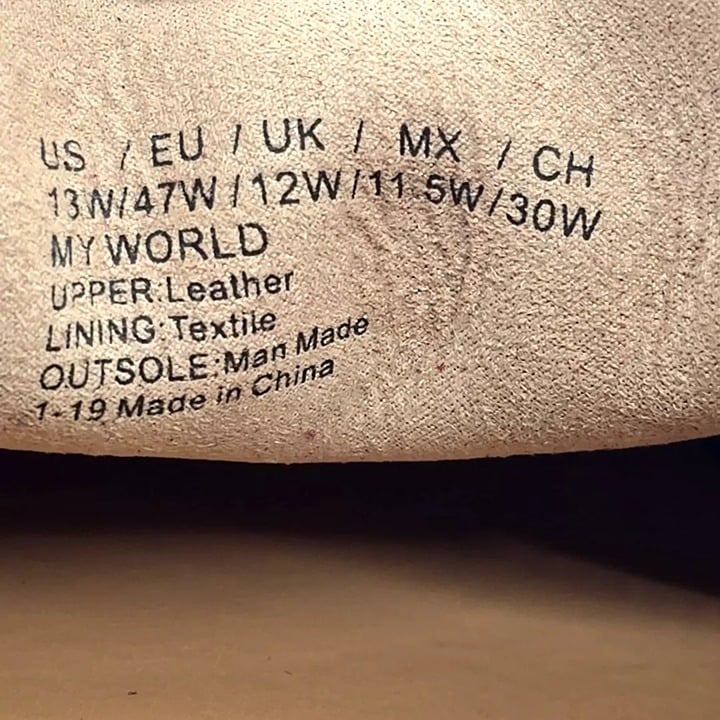 US / EU / UK / MX / CH
13W/47W/12W/11.5W/30W
MY WORLD
UPPER:Leather
LINING:Textile
OUTSOLE:Man Made
1-19 Made in China